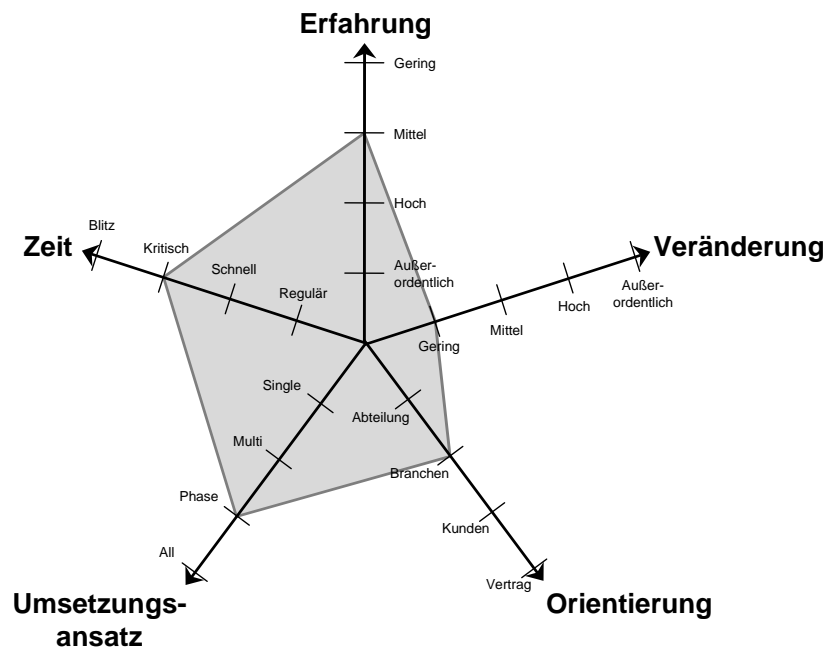 Erfahrung
Gering
Mittel
Hoch
Außer-
ordentlich
Zeit
Blitz
Kritisch
Schnell
Regulär
Veränderung
Gering
Mittel
Hoch
Außer-
ordentlich
Single
Multi
Phase
All
Umsetzungs-
ansatz
Abteilung
Branchen
Kunden
Vertrag
Orientierung